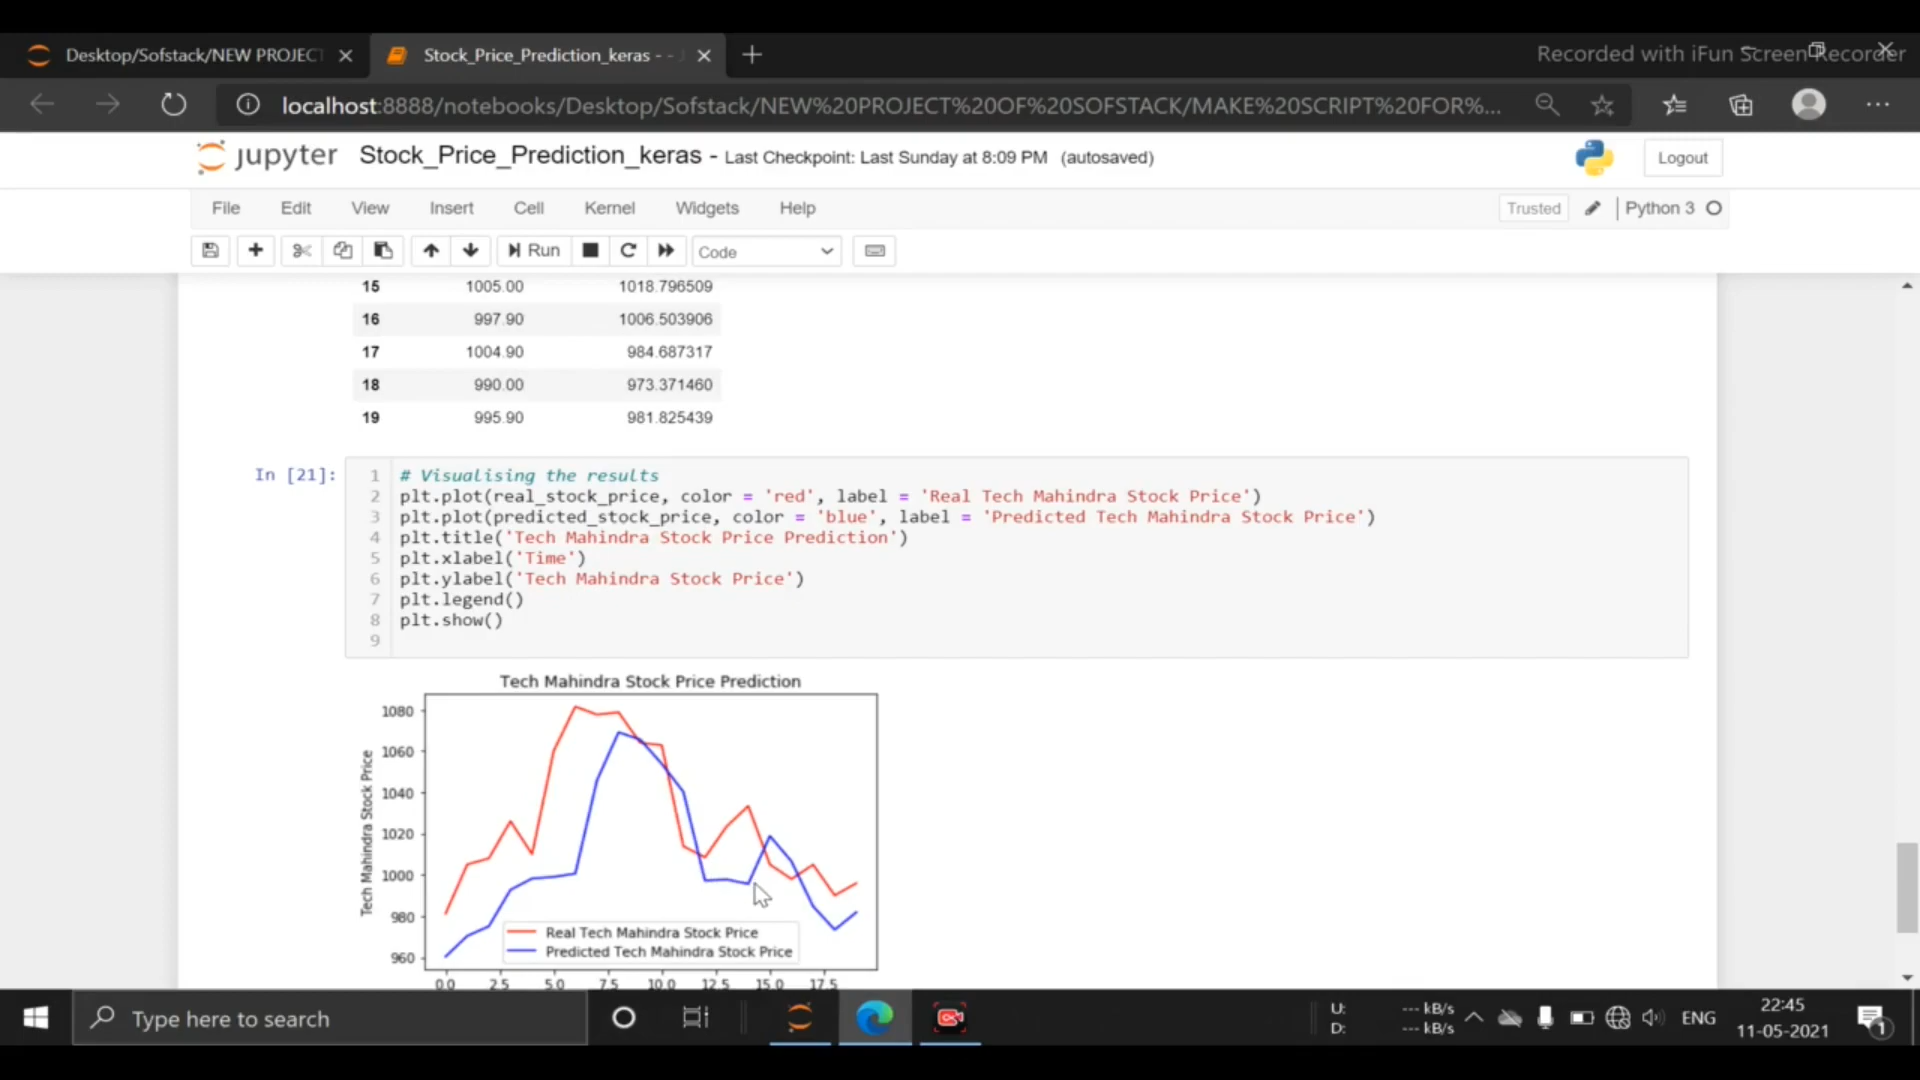 Desktop/Sofstack/NEW PROJECT
Stock_Price_Prediction_keras - -
Recorded with iFun Screen Recorder
localhost:8888/notebooks/Desktop/Sofstack/NEW%20PROJECT%20OF%20SOFSTACK/MAKE%20SCRIPT%20FOR%...
jupyter Stock_Price_Prediction_keras - Last Checkpoint: Last Sunday at 8:09 PM (autosaved)
Logout
File Edit View Insert Cell Kernel Widgets Help
Trusted Python 3
Run Code
15 1005.00 1018.796509
16 997.90 1006.503906
17 1004.90 984.687317
18 990.00 973.371460
19 995.90 981.825439
In [21]:
1 # Visualising the results
2 plt.plot(real_stock_price, color = 'red', label = 'Real Tech Mahindra Stock Price')
3 plt.plot(predicted_stock_price, color = 'blue', label = 'Predicted Tech Mahindra Stock Price')
4 plt.title('Tech Mahindra Stock Price Prediction')
5 plt.xlabel('Time')
6 plt.ylabel('Tech Mahindra Stock Price')
7 plt.legend()
8 plt.show()
9
Tech Mahindra Stock Price Prediction
Tech Mahindra Stock Price
1080
1060
1040
1020
1000
980
960
Real Tech Mahindra Stock Price
Predicted Tech Mahindra Stock Price
0.0 2.5 5.0 7.5 10.0 12.5 15.0 17.5
Type here to search
U: --- kB/s
D: --- kB/s
ENG
22:45
11-05-2021
1